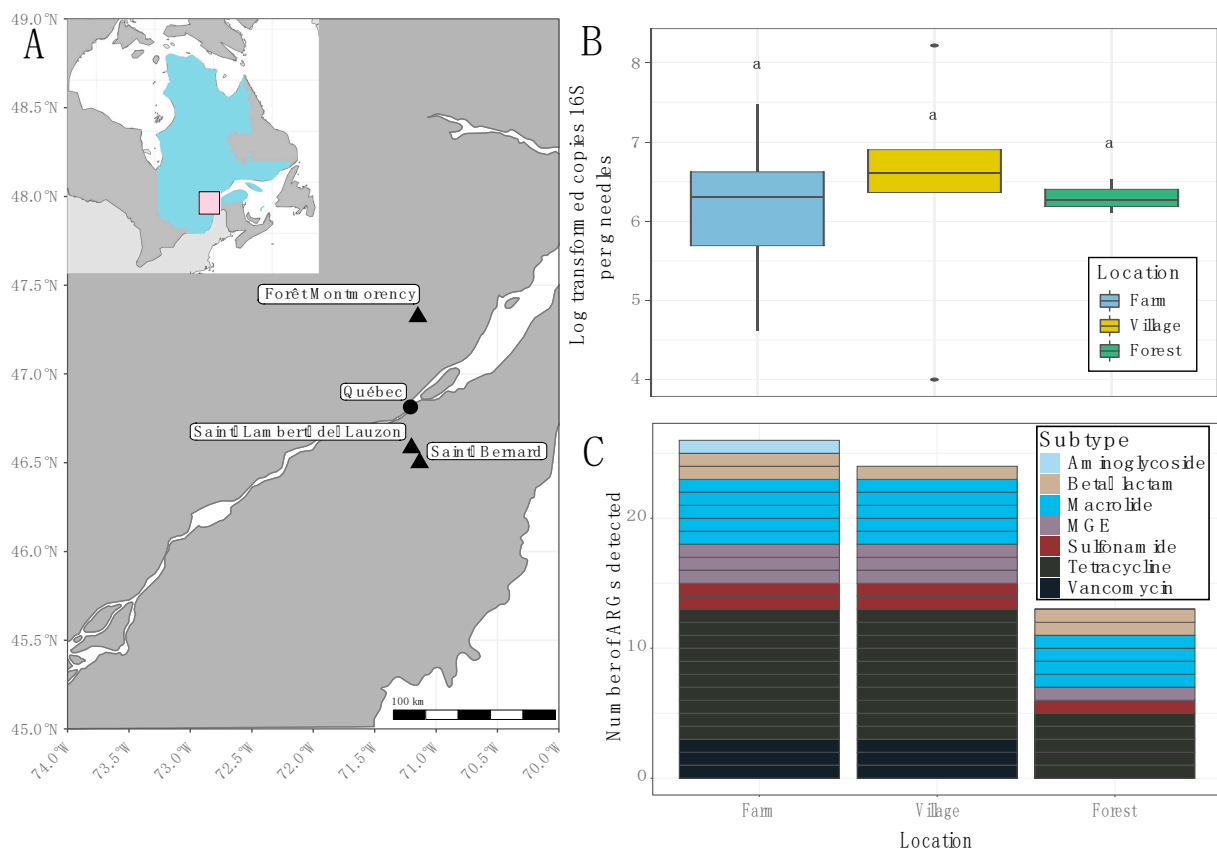 A
49.0°N
48.5°N
48.0°N
47.5°N
47.0°N
46.5°N
46.0°N
45.5°N
45.0°N
74.0°W
73.5°W
73.0°W
72.5°W
72.0°W
71.5°W
71.0°W
70.0°W
Forêt Montmorency
Québec
Saint▯Lambert▯de▯Lauzon
Saint▯Bernard
100 km
B
Log transformed copies 16S
per g needles
8
7
6
5
4
a
a
a
Location
Farm
Village
Forest
C
Number of ARGs detected
20
10
0
Subtype
Aminoglycoside
Beta▯lactam
Macrolide
MGE
Sulfonamide
Tetracycline
Vancomycin
Farm
Village
Forest
Location